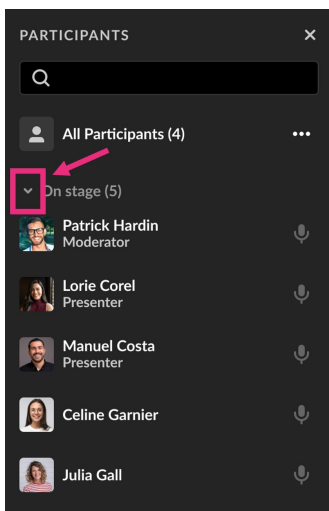 PARTICIPANTS
All Participants (4)
On stage (5)
Patrick Hardin
Moderator
Lorie Corel
Presenter
Manuel Costa
Presenter
Celine Garnier
Julia Gall